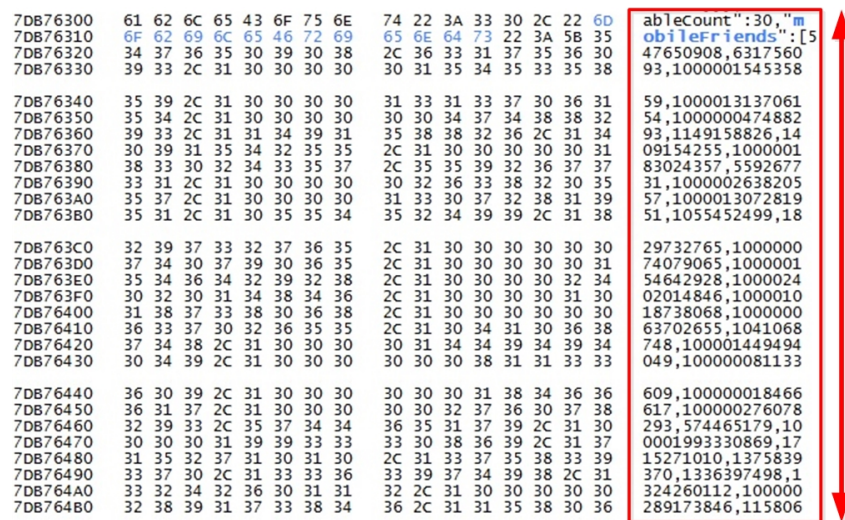 7DB76300 61 62 6C 65 43 6F 75 6E 74 22 3A 33 30 2C 22 6D ableCount":30,"m
7DB76310 6F 62 69 6C 65 46 72 69 65 6E 64 73 22 3A 5B 35 obileFriends":[5
7DB76320 34 37 36 35 30 39 30 38 2C 36 33 31 37 35 36 30 47650908,6317560
7DB76330 39 33 2C 31 30 30 30 30 30 31 35 34 35 33 35 38 93,1000001545358
7DB76340 35 39 2C 31 30 30 30 30 31 33 31 33 37 30 36 31 59,1000013137061
7DB76350 35 34 2C 31 30 30 30 30 30 30 34 37 34 38 38 32 54,1000000474882
7DB76360 39 33 2C 31 31 34 39 31 35 38 38 32 36 2C 31 34 93,1149158826,14
7DB76370 30 39 31 35 34 32 35 35 2C 31 30 30 30 30 30 31 09154255,1000001
7DB76380 38 33 30 32 34 33 35 37 2C 35 35 39 32 36 37 37 83024357,5592677
7DB76390 33 31 2C 31 30 30 30 30 30 32 36 33 38 32 30 35 31,1000002638205
7DB763A0 35 37 2C 31 30 30 30 30 31 33 30 37 32 38 31 39 57,1000013072819
7DB763B0 35 31 2C 31 30 35 35 34 35 32 34 39 39 2C 31 38 51,1055452499,18
7DB763C0 32 39 37 33 32 37 36 35 2C 31 30 30 30 30 30 30 29732765,1000000
7DB763D0 37 34 30 37 39 30 36 35 2C 31 30 30 30 30 30 31 74079065,1000001
7DB763E0 35 34 36 34 32 39 32 38 2C 31 30 30 30 30 32 34 54642928,1000024
7DB763F0 30 32 30 31 34 38 34 36 2C 31 30 30 30 30 31 30 02014846,1000010
7DB76400 31 38 37 33 38 30 36 38 2C 31 30 30 30 30 30 30 18738068,1000000
7DB76410 36 33 37 30 32 36 35 35 2C 31 30 34 31 30 36 38 63702655,1041068
7DB76420 37 34 38 2C 31 30 30 30 30 31 34 34 39 34 39 34 748,100001449494
7DB76430 30 34 39 2C 31 30 30 30 30 30 30 38 31 31 33 33 049,100000081133
7DB76440 36 30 39 2C 31 30 30 30 30 30 30 31 38 34 36 36 609,100000018466
7DB76450 36 31 37 2C 31 30 30 30 30 30 32 37 36 30 37 38 617,100000276078
7DB76460 32 39 33 2C 35 37 34 34 36 35 31 37 39 2C 31 30 293,574465179,10
7DB76470 30 30 30 31 39 39 33 33 33 30 38 36 39 2C 31 37 0001993330869,17
7DB76480 31 35 32 37 31 30 31 30 2C 31 33 37 35 38 33 39 15271010,1375839
7DB76490 33 37 30 2C 31 33 33 36 33 39 37 34 39 38 2C 31 370,1336397498,1
7DB764A0 33 32 34 32 36 30 31 31 32 2C 31 30 30 30 30 30 324260112,100000
7DB764B0 32 38 39 31 37 33 38 34 36 2C 31 31 35 38 30 36 289173846,115806